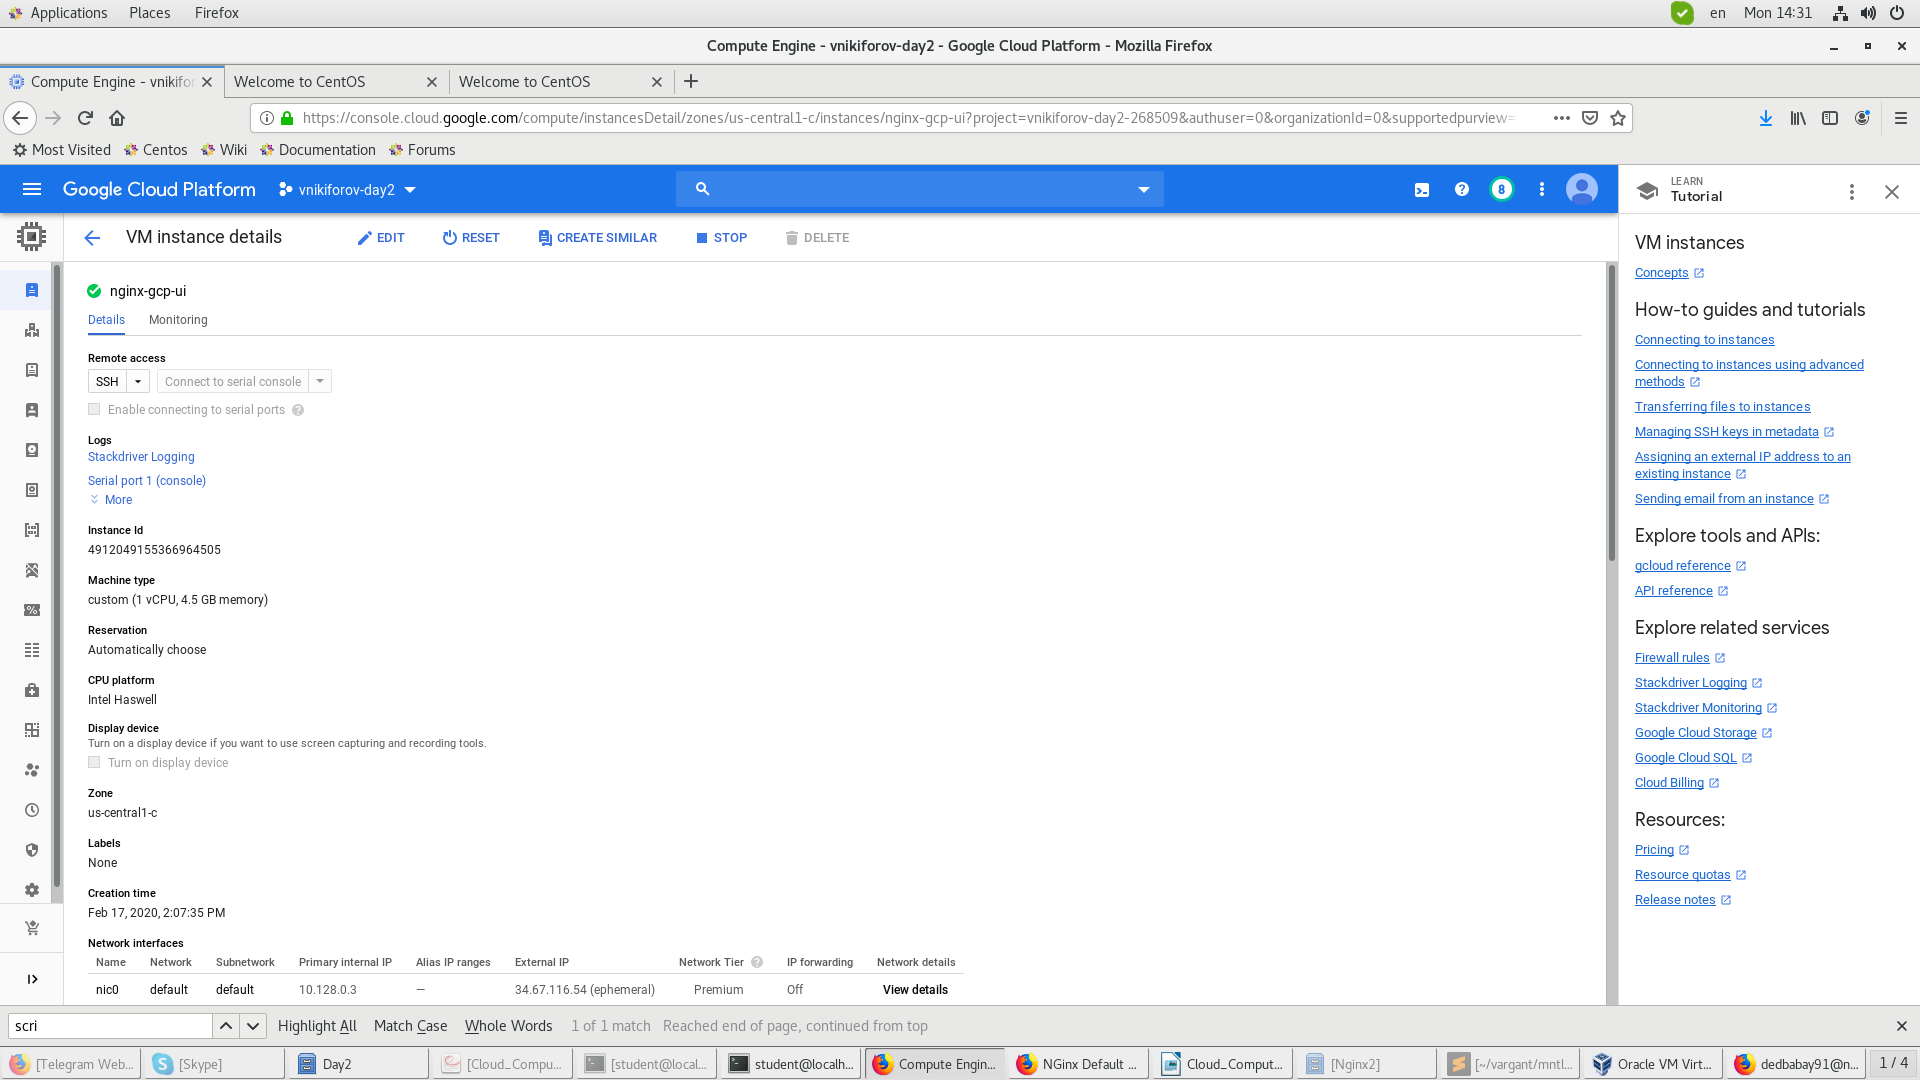 Applications Places Firefox en Mon 14:31
Compute Engine - vnikiforov-day2 - Google Cloud Platform - Mozilla Firefox
Compute Engine - vnikifor Welcome to CentOS Welcome to CentOS
https://console.cloud.google.com/compute/instancesDetail/zones/us-central1-c/instances/nginx-gcp-ui?project=vnikiforov-day2-268509&authuser=0&organizationId=0&supportedpurview=
Most Visited Centos Wiki Documentation Forums
Google Cloud Platform vnikiforov-day2 8
LEARN
Tutorial
VM instance details EDIT RESET CREATE SIMILAR STOP DELETE
nginx-gcp-ui
Details Monitoring
Remote access
SSH Connect to serial console
Enable connecting to serial ports
Logs
Stackdriver Logging
Serial port 1 (console)
More
Instance Id
4912049155366964505
Machine type
custom (1 vCPU, 4.5 GB memory)
Reservation
Automatically choose
CPU platform
Intel Haswell
Display device
Turn on a display device if you want to use screen capturing and recording tools.
Turn on display device
Zone
us-central1-c
Labels
None
Creation time
Feb 17, 2020, 2:07:35 PM
Network interfaces
Name Network Subnetwork Primary internal IP Alias IP ranges External IP Network Tier IP forwarding Network details
nic0 default default 10.128.0.3 — 34.67.116.54 (ephemeral) Premium Off View details
VM instances
Concepts
How-to guides and tutorials
Connecting to instances
Connecting to instances using advanced
methods
Transferring files to instances
Managing SSH keys in metadata
Assigning an external IP address to an
existing instance
Sending email from an instance
Explore tools and APIs:
gcloud reference
API reference
Explore related services
Firewall rules
Stackdriver Logging
Stackdriver Monitoring
Google Cloud Storage
Google Cloud SQL
Cloud Billing
Resources:
Pricing
Resource quotas
Release notes
scri Highlight All Match Case Whole Words 1 of 1 match Reached end of page, continued from top
[Telegram Web... [Skype] Day2 [Cloud_Compu... [student@local... student@localh... Compute Engin... NGinx Default ... Cloud_Comput... [Nginx2] [~/vargant/mntl... Oracle VM Virt... dedbabay91@n... 1 / 4